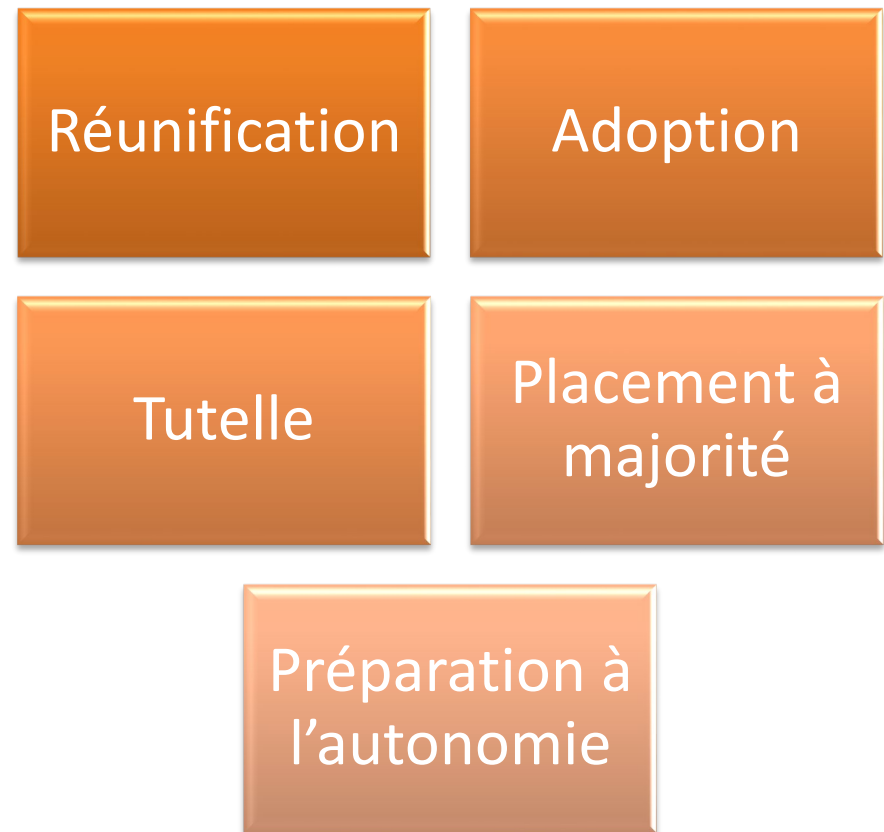 Réunification
Adoption
Tutelle
Placement à
majorité
Préparation à
l’autonomie